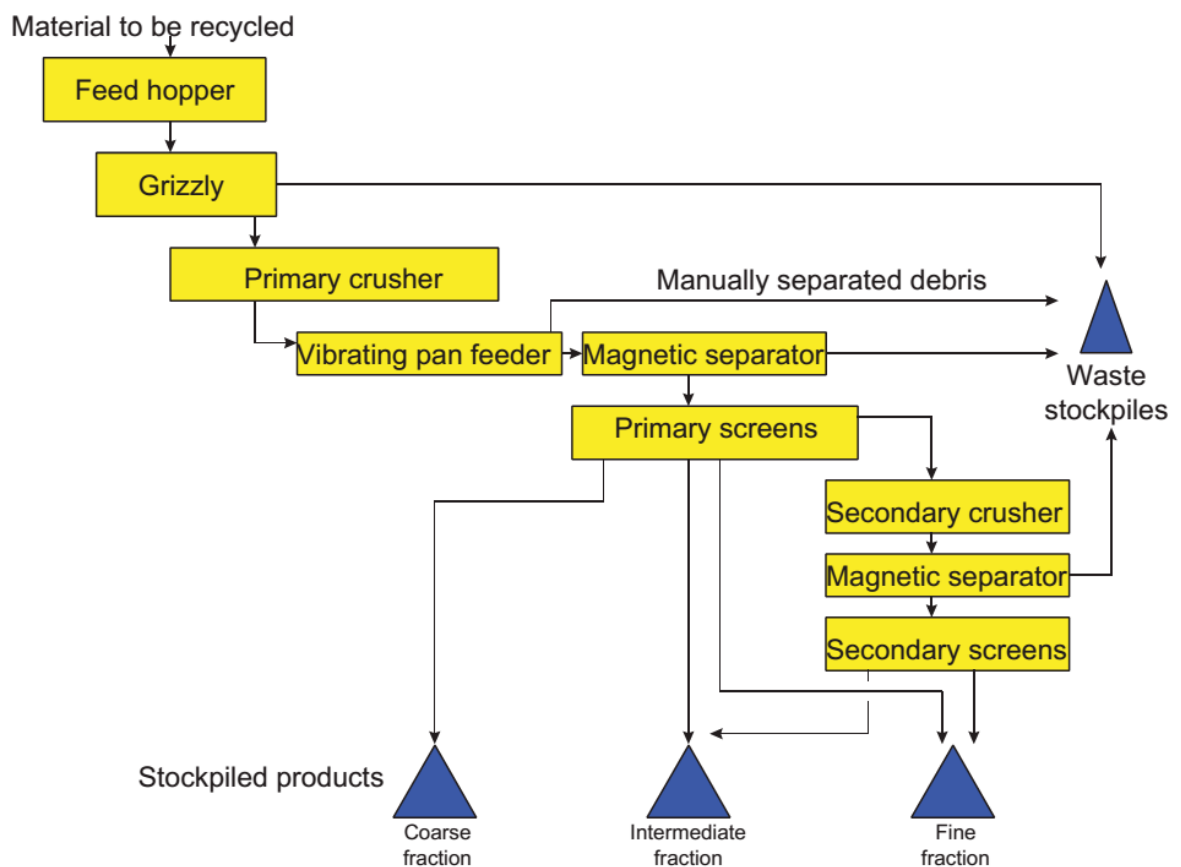 Material to be recycled
Feed hopper
Grizzly
Primary crusher
Manually separated debris
Vibrating pan feeder
Magnetic separator
Waste
stockpiles
Primary screens
Secondary crusher
Magnetic separator
Secondary screens
Stockpiled products
Coarse
fraction
Intermediate
fraction
Fine
fraction